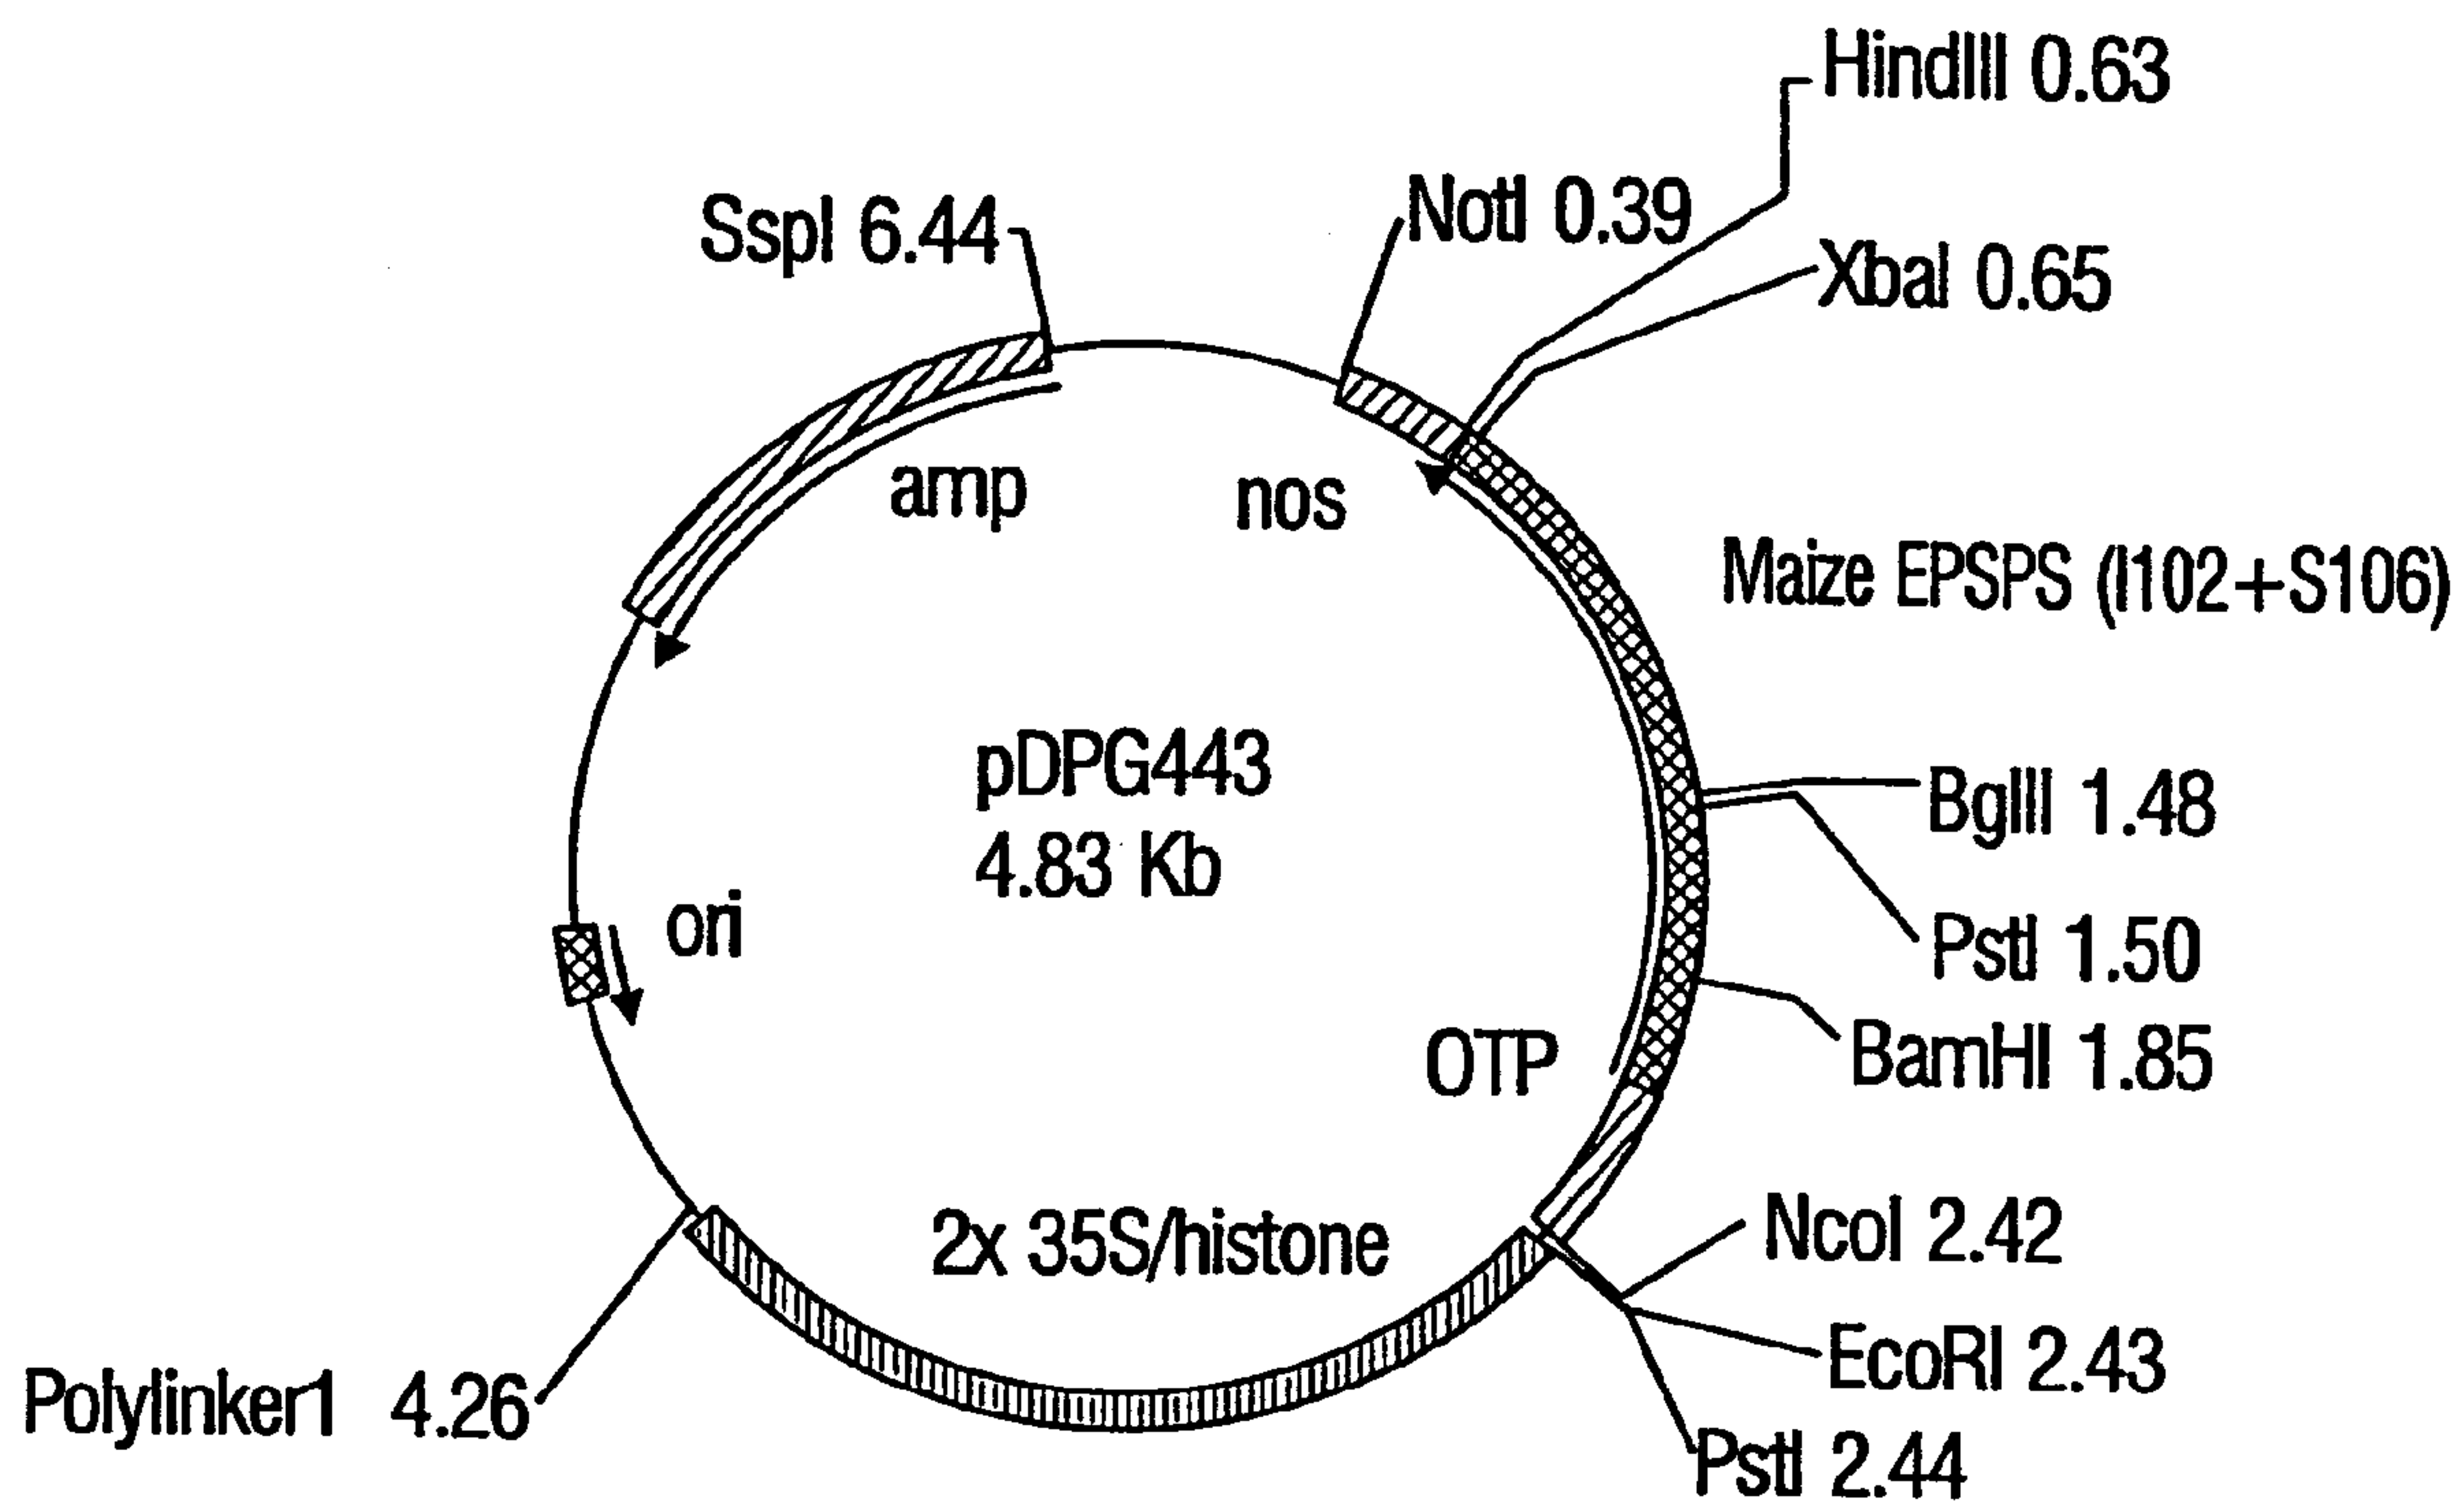 HindIII 0.63
NotI 0.39
SspI 6.44
XbaI 0.65
amp
nos
Maize EPSPS (I102+S106)
pDPG443
4.83 Kb
BglII 1.48
ori
PstI 1.50
OTP
BamHI 1.85
2x 35S/histone
NcoI 2.42
EcoRI 2.43
Polylinker1 4.26
PstI 2.44